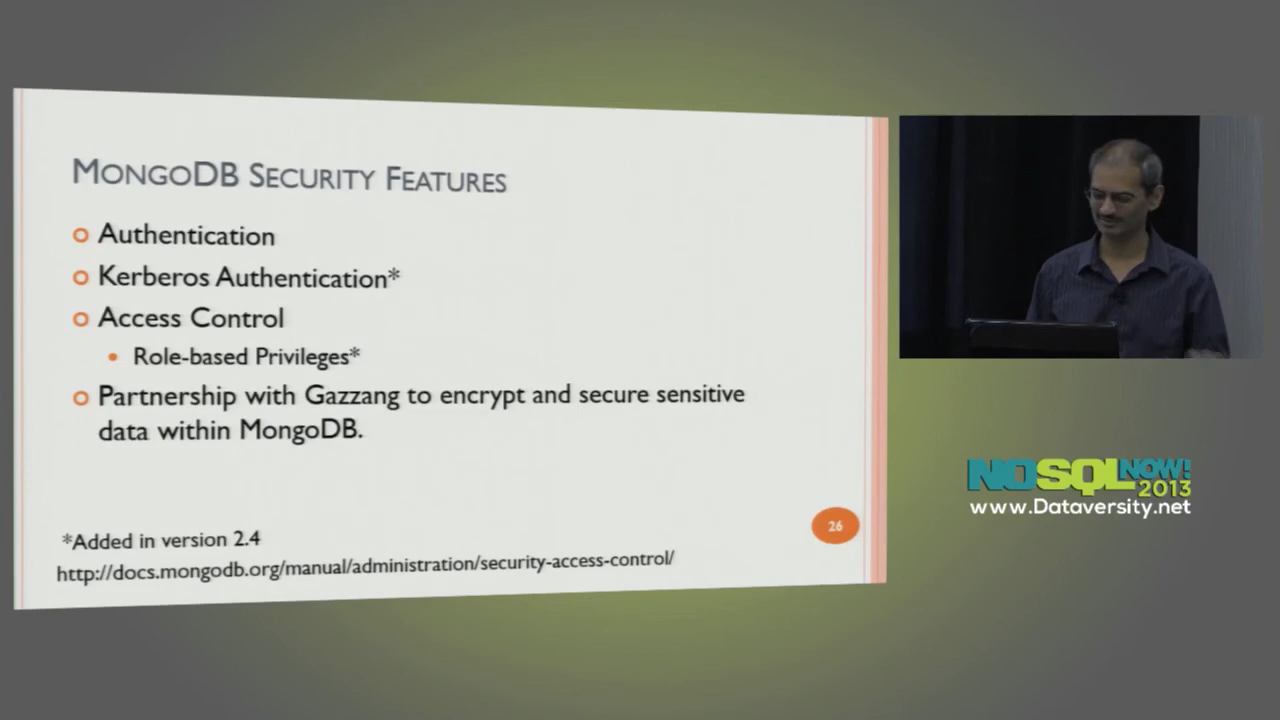 MONGODB SECURITY FEATURES
Authentication
Kerberos Authentication*
Access Control
Role-based Privileges*
Partnership with Gazzang to encrypt and secure sensitive
data within MongoDB.
26
*Added in version 2.4
http://docs.mongodb.org/manual/administration/security-access-control/
NOSQL NOW!
2013
www.Dataversity.net